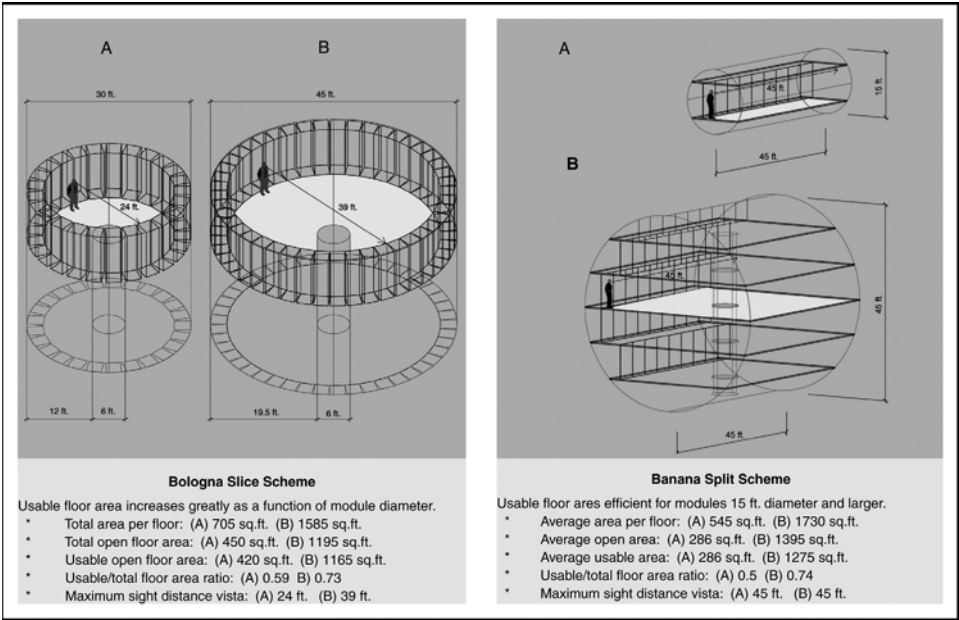 A
B
30 ft.
45 ft.
24 ft.
39 ft.
12 ft.
6 ft.
19.5 ft.
6 ft.
Bologna Slice Scheme
Usable floor area increases greatly as a function of module diameter.
* Total area per floor: (A) 705 sq.ft. (B) 1585 sq.ft.
* Total open floor area: (A) 450 sq.ft. (B) 1195 sq.ft.
* Usable open floor area: (A) 420 sq.ft. (B) 1165 sq.ft.
* Usable/total floor area ratio: (A) 0.59 B) 0.73
* Maximum sight distance vista: (A) 24 ft. (B) 39 ft.
A
45 ft.
15 ft.
45 ft.
B
45 ft.
45 ft.
45 ft
Banana Split Scheme
Usable floor ares efficient for modules 15 ft. diameter and larger.
* Average area per floor: (A) 545 sq.ft. (B) 1730 sq.ft.
* Average open area: (A) 286 sq.ft. (B) 1395 sq.ft.
* Average usable area: (A) 286 sq.ft. (B) 1275 sq.ft.
* Usable/total floor area ratio: (A) 0.5 (B) 0.74
* Maximum sight distance vista: (A) 45 ft. (B) 45 ft.